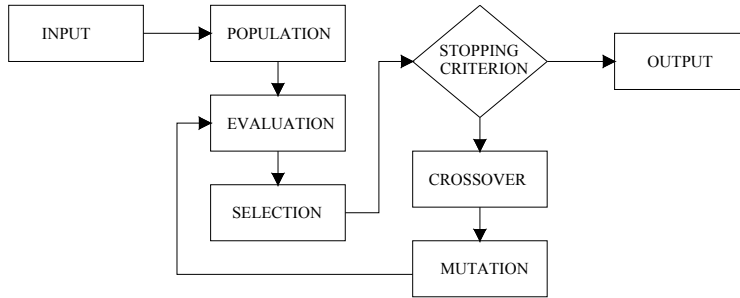 INPUT
POPULATION
EVALUATION
SELECTION
STOPPING
CRITERION
OUTPUT
CROSSOVER
MUTATION